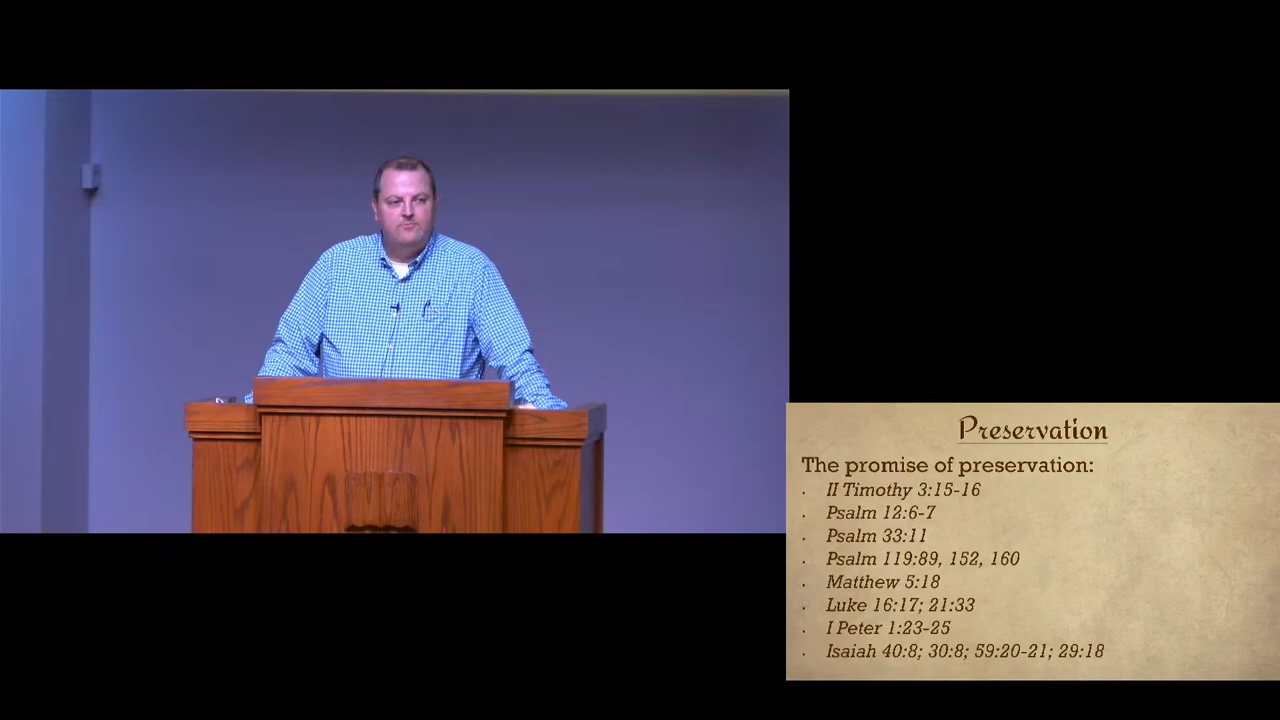 Preservation
The promise of preservation:
· II Timothy 3:15-16
· Psalm 12:6-7
· Psalm 33:11
· Psalm 119:89, 152, 160
· Matthew 5:18
· Luke 16:17; 21:33
· I Peter 1:23-25
· Isaiah 40:8; 30:8; 59:20-21; 29:18